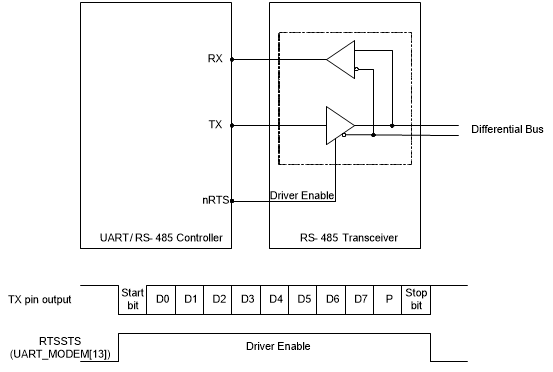 RX
TX
Differential Bus
nRTS
Driver Enable
UART/RS-485 Controller
RS-485 Transceiver
TX pin output
Start bit
D0 D1 D2 D3 D4 D5 D6 D7 P
Stop bit
RTSSTS
(UART_MODEM[13])
Driver Enable